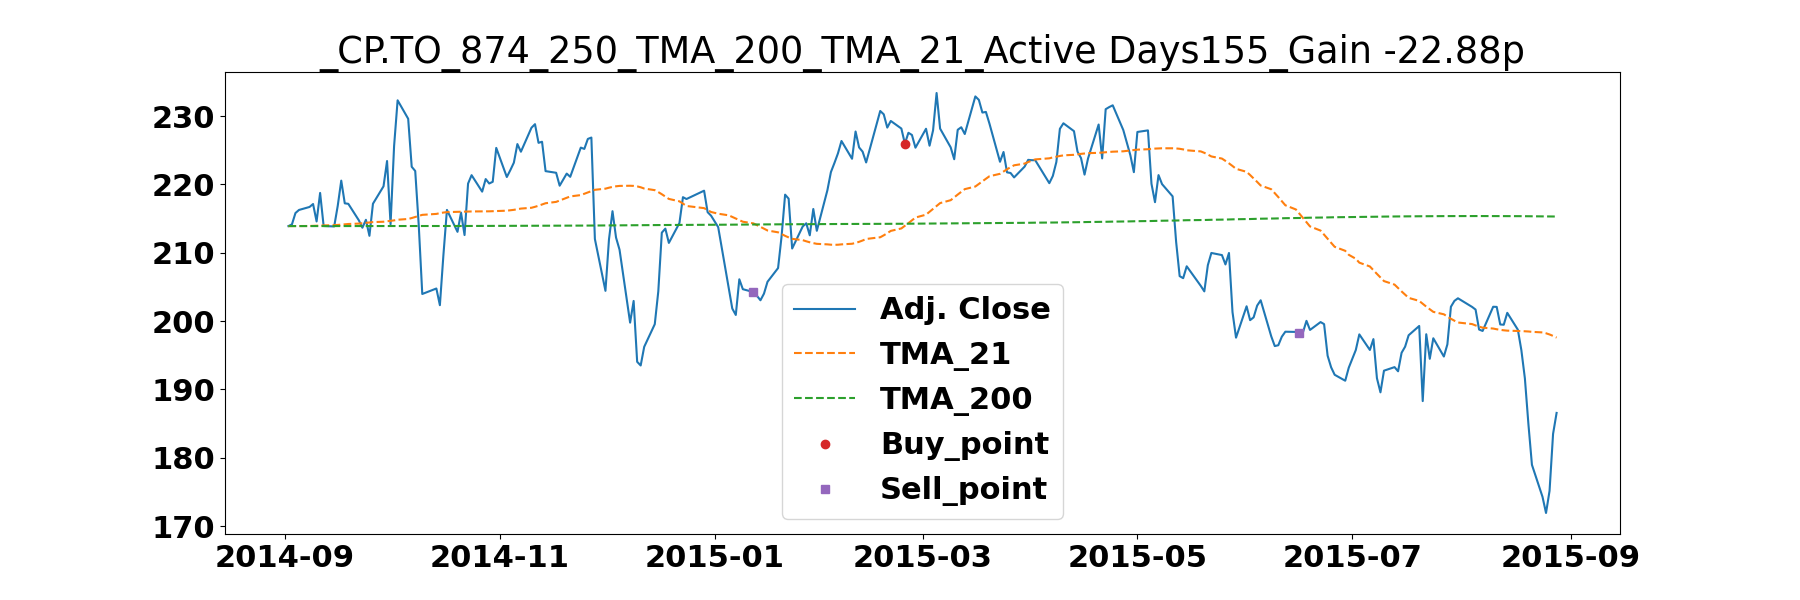 _CP.TO_874_250_TMA_200_TMA_21_Active Days155_Gain -22.88p
230
220
210
200
190
180
170
Adj. Close
TMA_21
TMA_200
Buy_point
Sell_point
2014-09 2014-11 2015-01 2015-03 2015-05 2015-07 2015-09